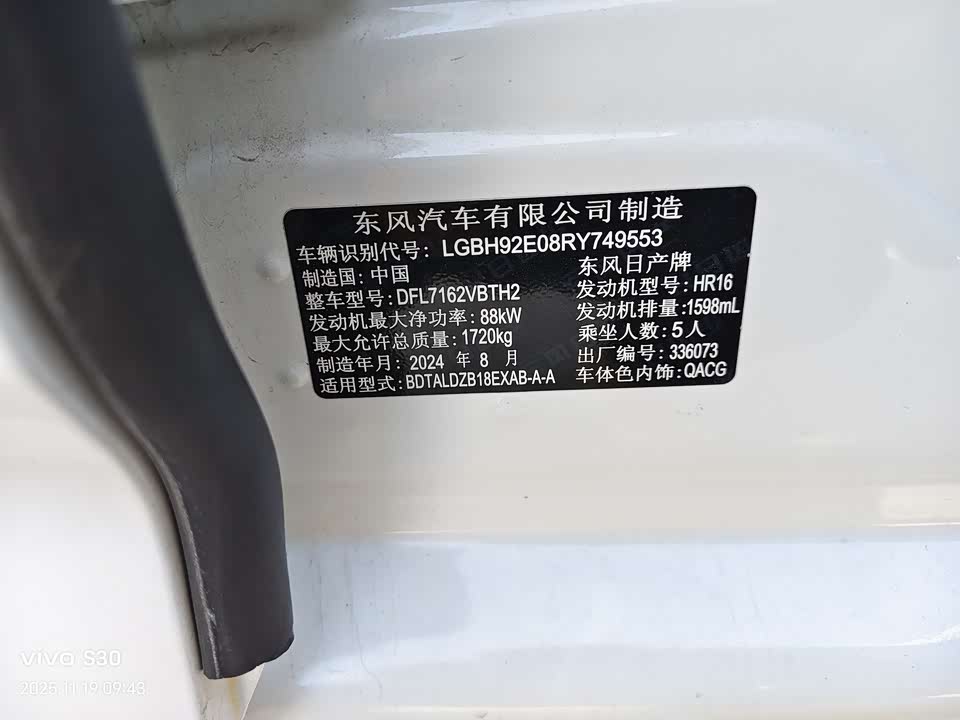 东风汽车有限公司制造
车辆识别代号: LGBH92E08RY749553
制造国: 中国 东风日产牌
整车型号: DFL7162VBTH2 发动机型号: HR16
发动机最大净功率: 88kW 发动机排量: 1598mL
最大允许总质量: 1720kg 乘坐人数: 5人
制造年月: 2024 年 8 月 出厂编号: 336073
适用型式: BDTALDZB18EXAB-A-A 车体色内饰: QACG
vivo S30
2025.11.19 09:43